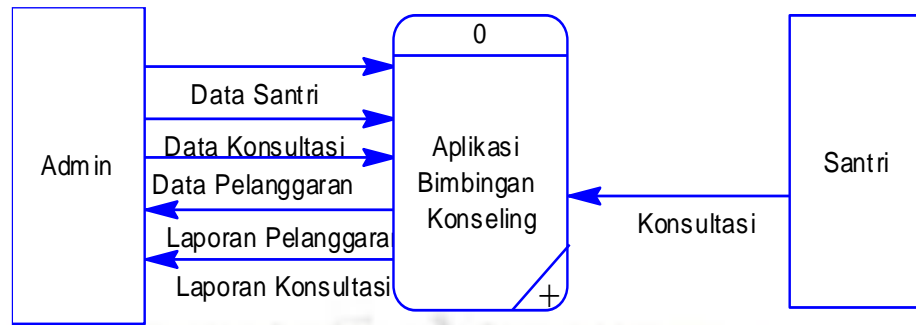 0
Data Santri
Data Konsultasi
Data Pelanggaran
Laporan Pelanggaran
Laporan Konsultasi
Admin
Aplikasi
Bimbingan
Konseling
+
Konsultasi
Santri